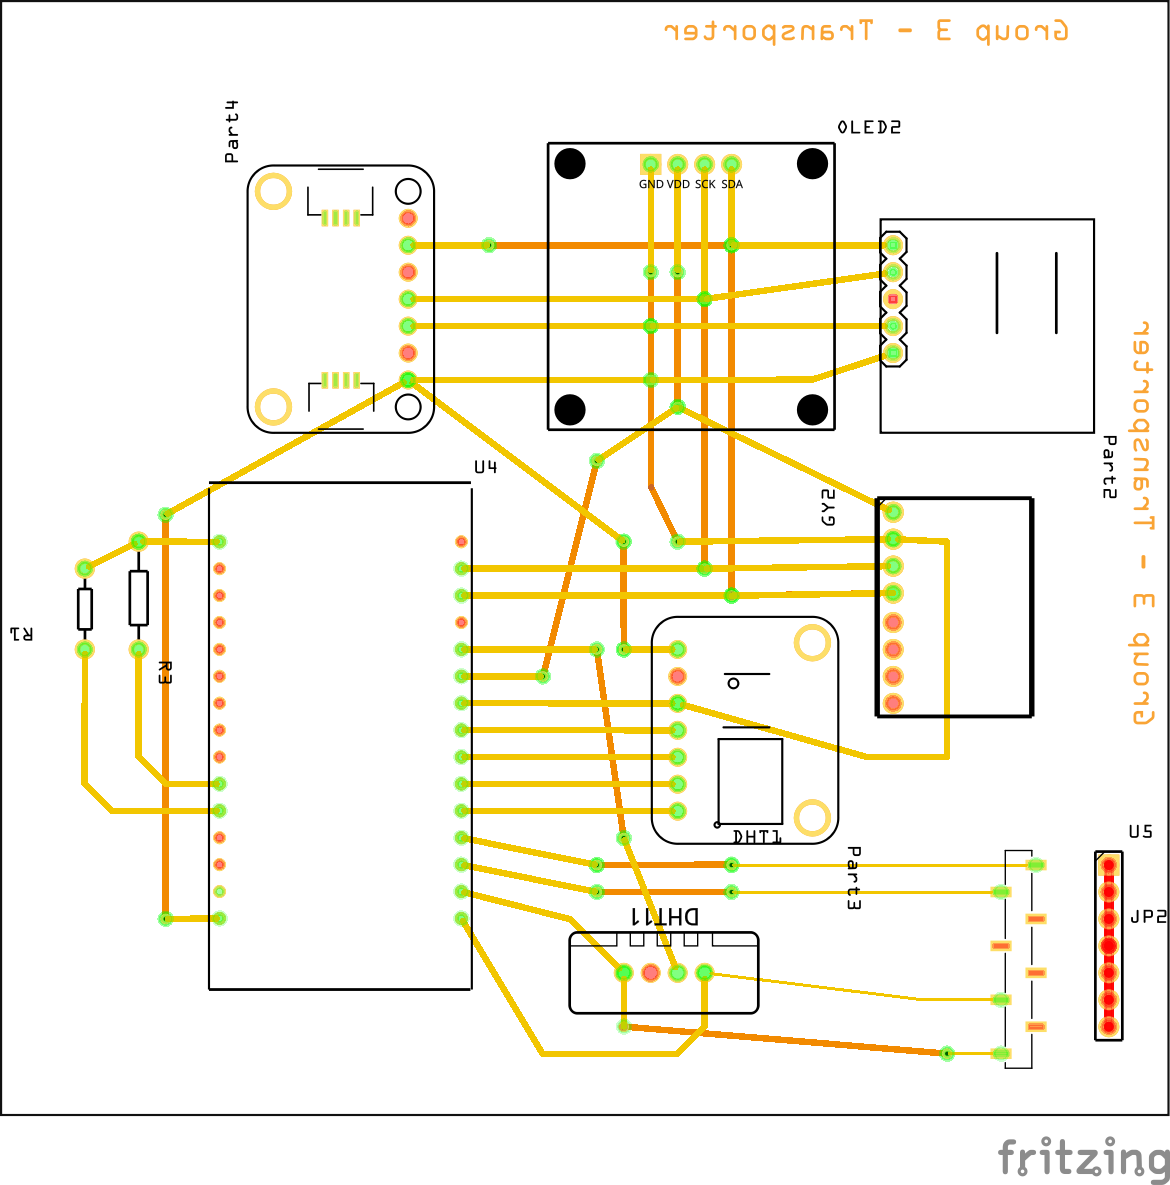 Group 3 - Transporter
Part4
OLED2
GND VDD SCK SDA
Group 3 - Transporter
Part2
U4
GY2
R1
R3
DHT1
U5
Part3
JP2
DHT11
fritzing